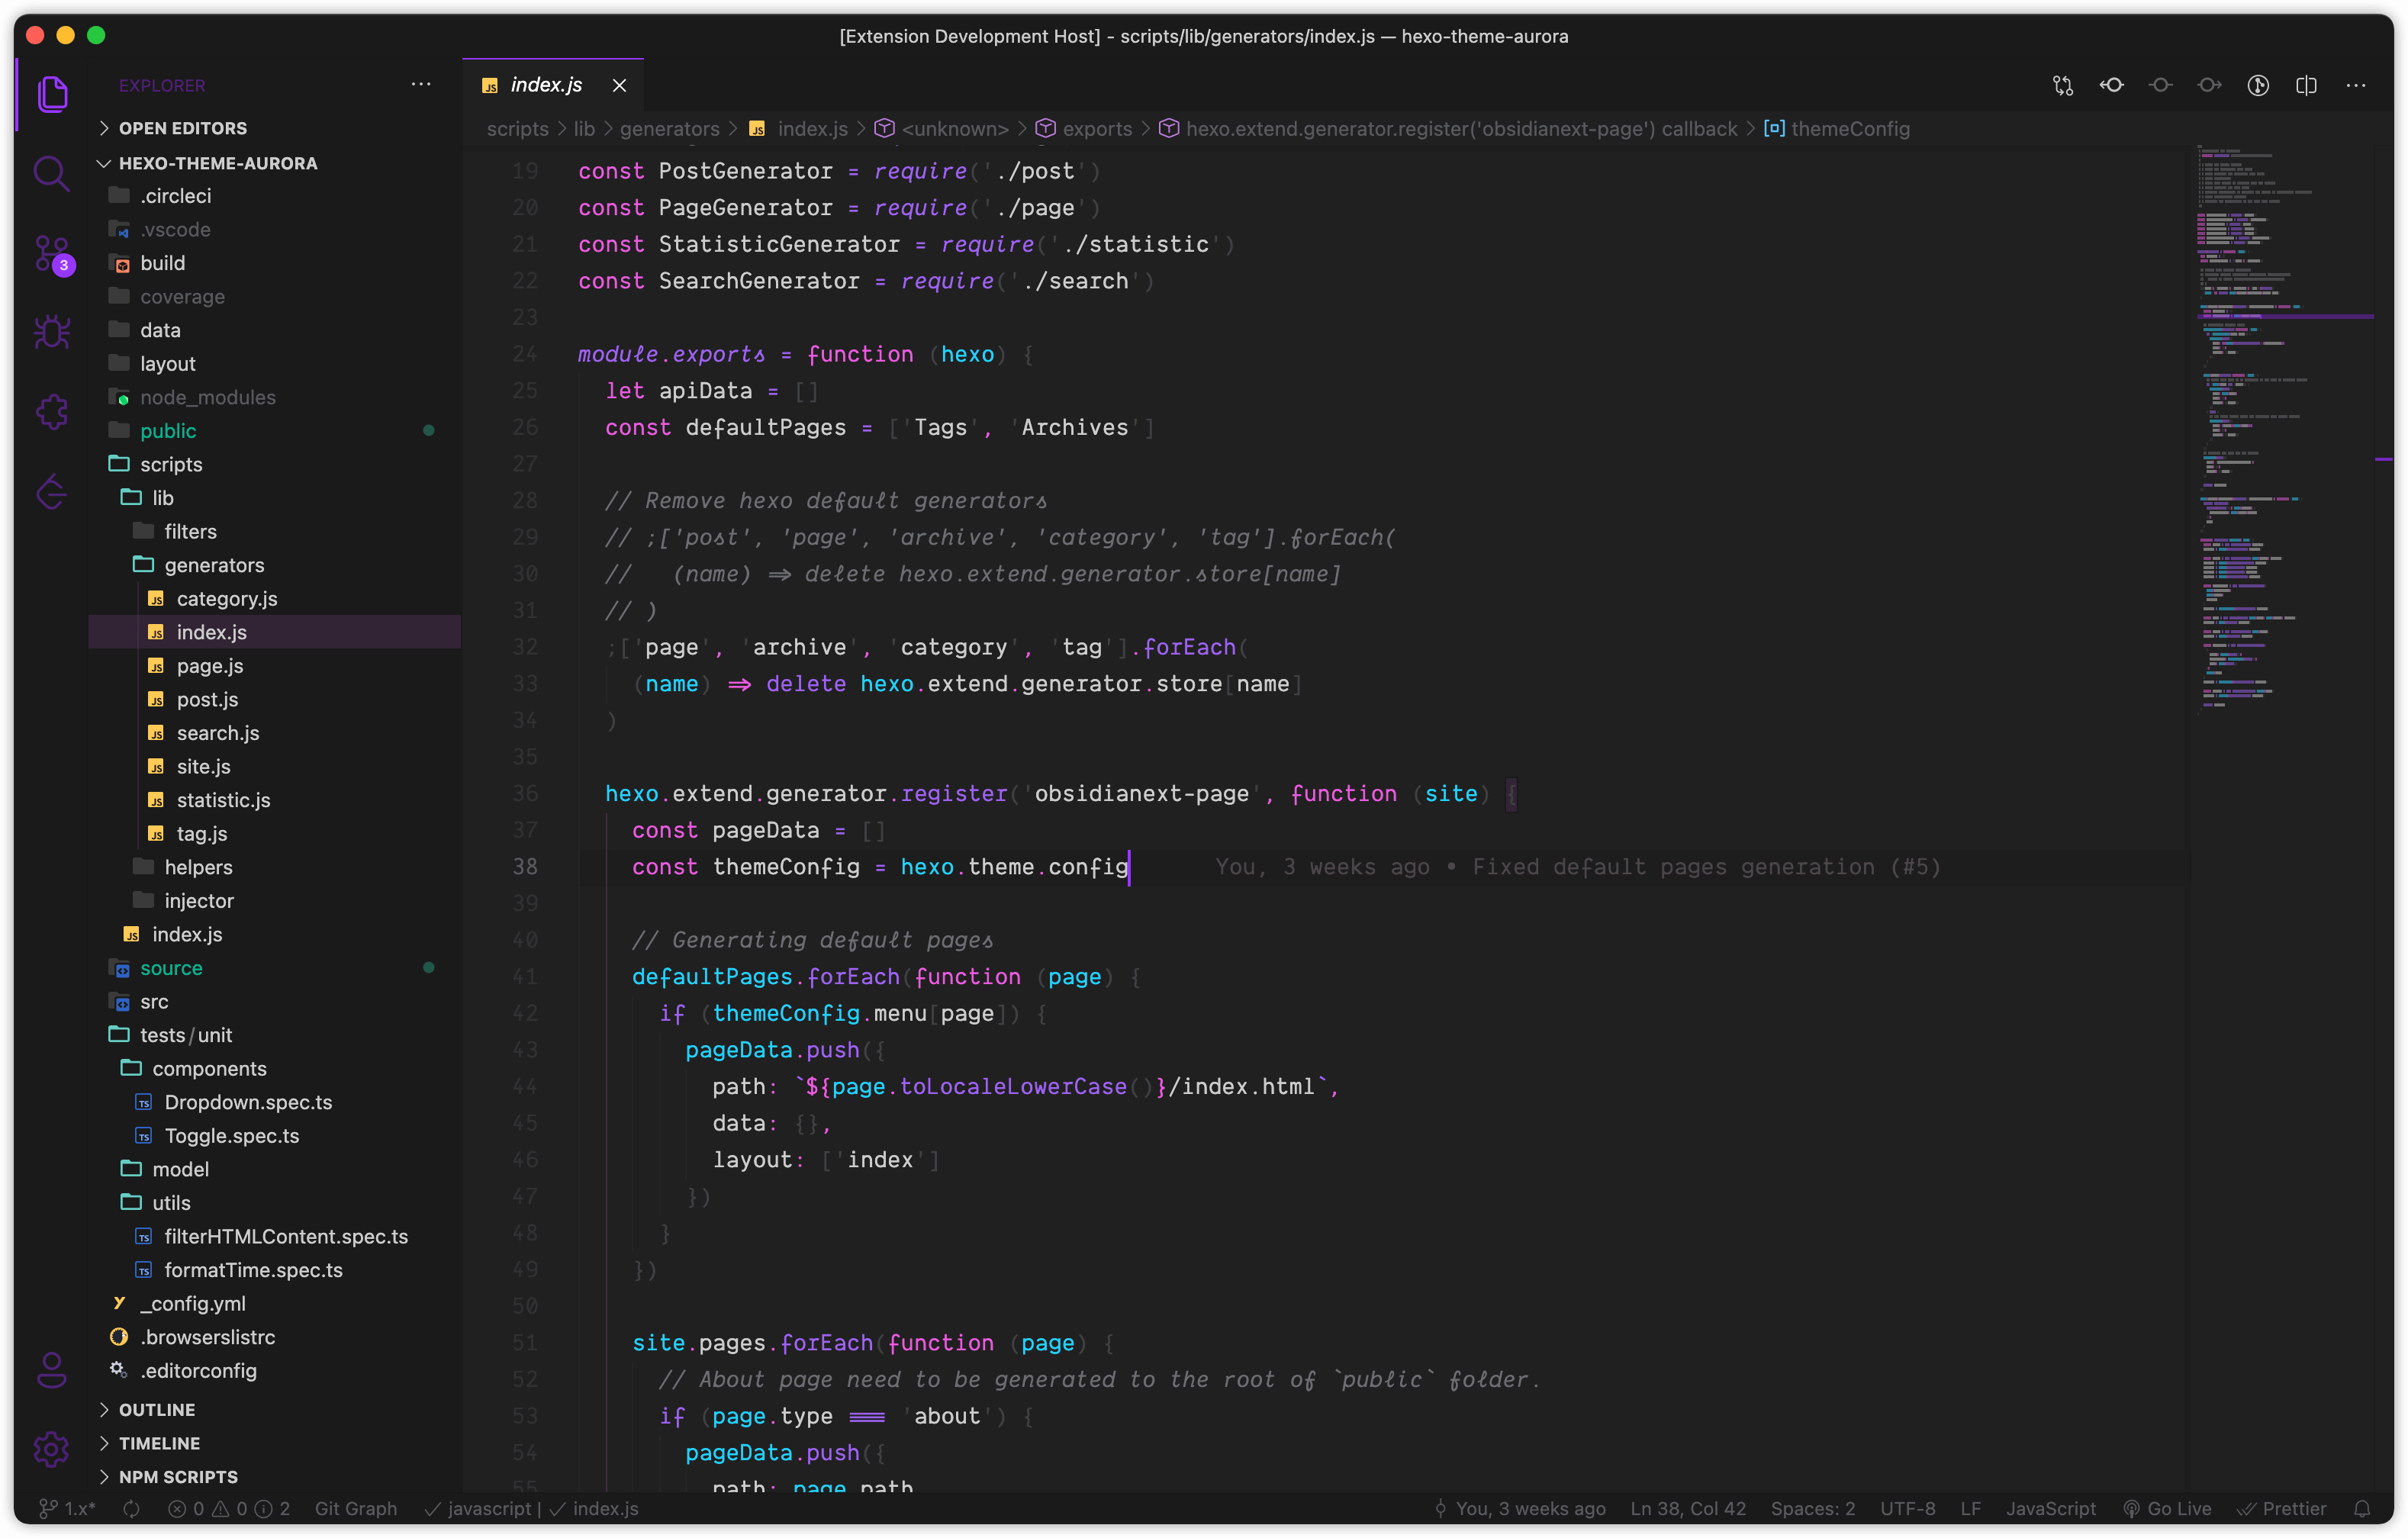 [Extension Development Host] - scripts/lib/generators/index.js — hexo-theme-aurora
EXPLORER
OPEN EDITORS
HEXO-THEME-AURORA
.circleci
.vscode
build
coverage
data
layout
node_modules
public
scripts
lib
filters
generators
category.js
index.js
page.js
post.js
search.js
site.js
statistic.js
tag.js
helpers
injector
index.js
source
src
tests/unit
components
Dropdown.spec.ts
Toggle.spec.ts
model
utils
filterHTMLContent.spec.ts
formatTime.spec.ts
_config.yml
.browserslistrc
.editorconfig
OUTLINE
TIMELINE
NPM SCRIPTS
3
index.js
scripts > lib > generators > JS index.js > <unknown> > exports > hexo.extend.generator.register('obsidianext-page') callback > themeConfig
19 const PostGenerator = require('./post')
20 const PageGenerator = require('./page')
21 const StatisticGenerator = require('./statistic')
22 const SearchGenerator = require('./search')
23
24 module.exports = function (hexo) {
25 let apiData = []
26 const defaultPages = ['Tags', 'Archives']
27
28 // Remove hexo default generators
29 // ;['post', 'page', 'archive', 'category', 'tag'].forEach(
30 //   (name) => delete hexo.extend.generator.store[name]
31 // )
32 ;['page', 'archive', 'category', 'tag'].forEach(
33 (name) => delete hexo.extend.generator.store[name]
34 )
35
36 hexo.extend.generator.register('obsidianext-page', function (site) {
37 const pageData = []
38 const themeConfig = hexo.theme.config You, 3 weeks ago • Fixed default pages generation (#5)
39
40 // Generating default pages
41 defaultPages.forEach(function (page) {
42 if (themeConfig.menu[page]) {
43 pageData.push({
44 path: `${page.toLocaleLowerCase()}/index.html`,
45 data: {},
46 layout: ['index']
47 })
48 }
49 })
50
51 site.pages.forEach(function (page) {
52 // About page need to be generated to the root of `public` folder.
53 if (page.type === 'about') {
54 pageData.push({
55 path: page.path
1.x* 0 0 2 Git Graph javascript | index.js You, 3 weeks ago Ln 38, Col 42 Spaces: 2 UTF-8 LF JavaScript Go Live Prettier